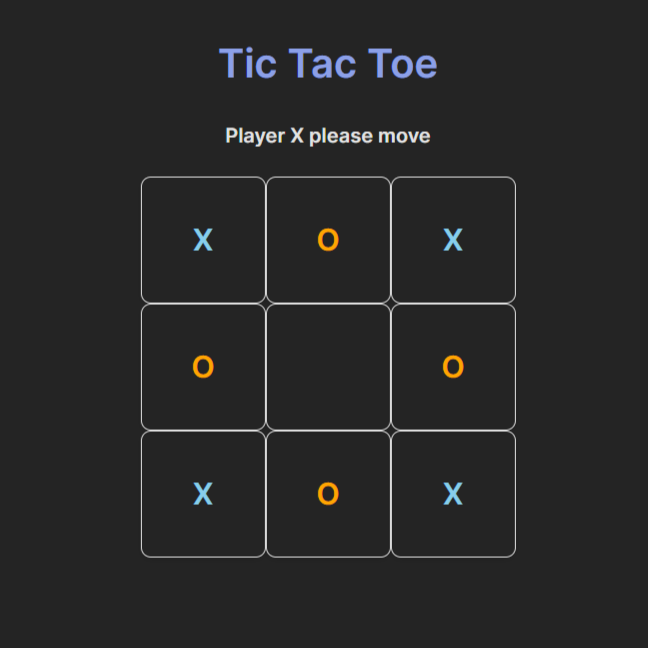 Tic Tac Toe
Player X please move
X O X
O O
X O X